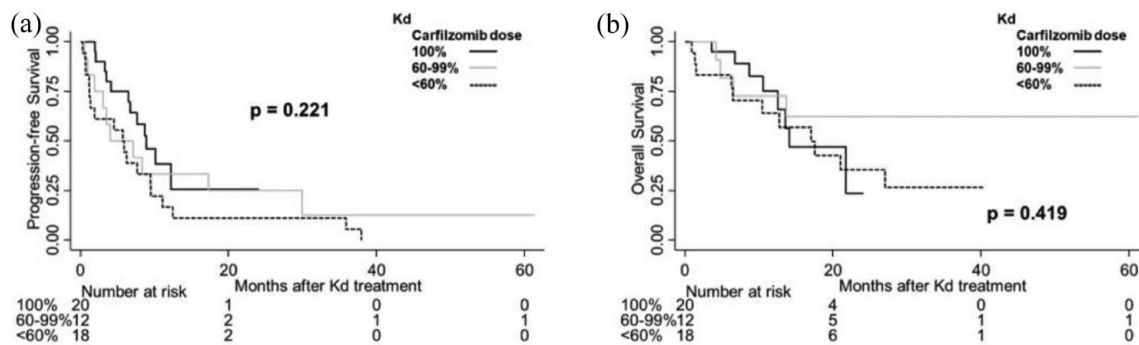 (a)
Kd
Carfilzomib dose
100%
60-99%
<60%
p = 0.221
Progression-free Survival
1.00
0.75
0.50
0.25
0.00
0 20 40 60
Number at risk Months after Kd treatment
100% 20 1 0 0
60-99% 12 2 1 1
<60% 18 2 0 0
(b)
Kd
Carfilzomib dose
100%
60-99%
<60%
p = 0.419
Overall Survival
1.00
0.75
0.50
0.25
0.00
0 20 40 60
Number at risk Months after Kd treatment
100% 20 4 0 0
60-99% 12 5 1 1
<60% 18 6 1 0